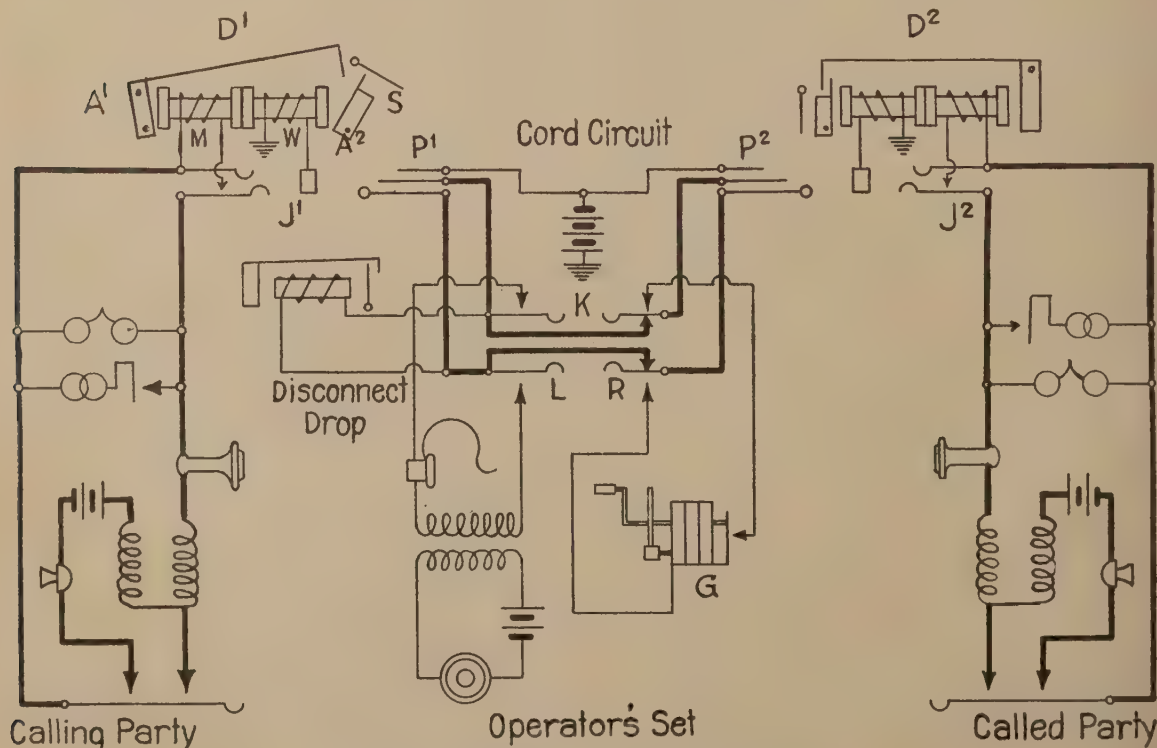 D¹
D²
A¹
S
M
W
A²
P¹
Cord Circuit
P²
J¹
J²
K
Disconnect
Drop
L
R
G
Calling Party
Operator's Set
Called Party